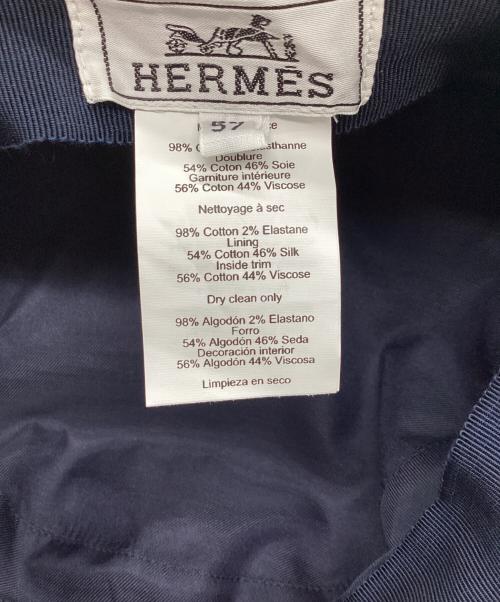 HERMES
57
98%
Doublure
54% Coton 46% Soie
Garniture intérieure
56% Coton 44% Viscose
Nettoyage à sec
98% Cotton 2% Elastane
Lining
54% Cotton 46% Silk
Inside trim
56% Cotton 44% Viscose
Dry clean only
98% Algodón 2% Elastano
Forro
54% Algodón 46% Seda
Decoración interior
56% Algodón 44% Viscosa
Limpieza en seco